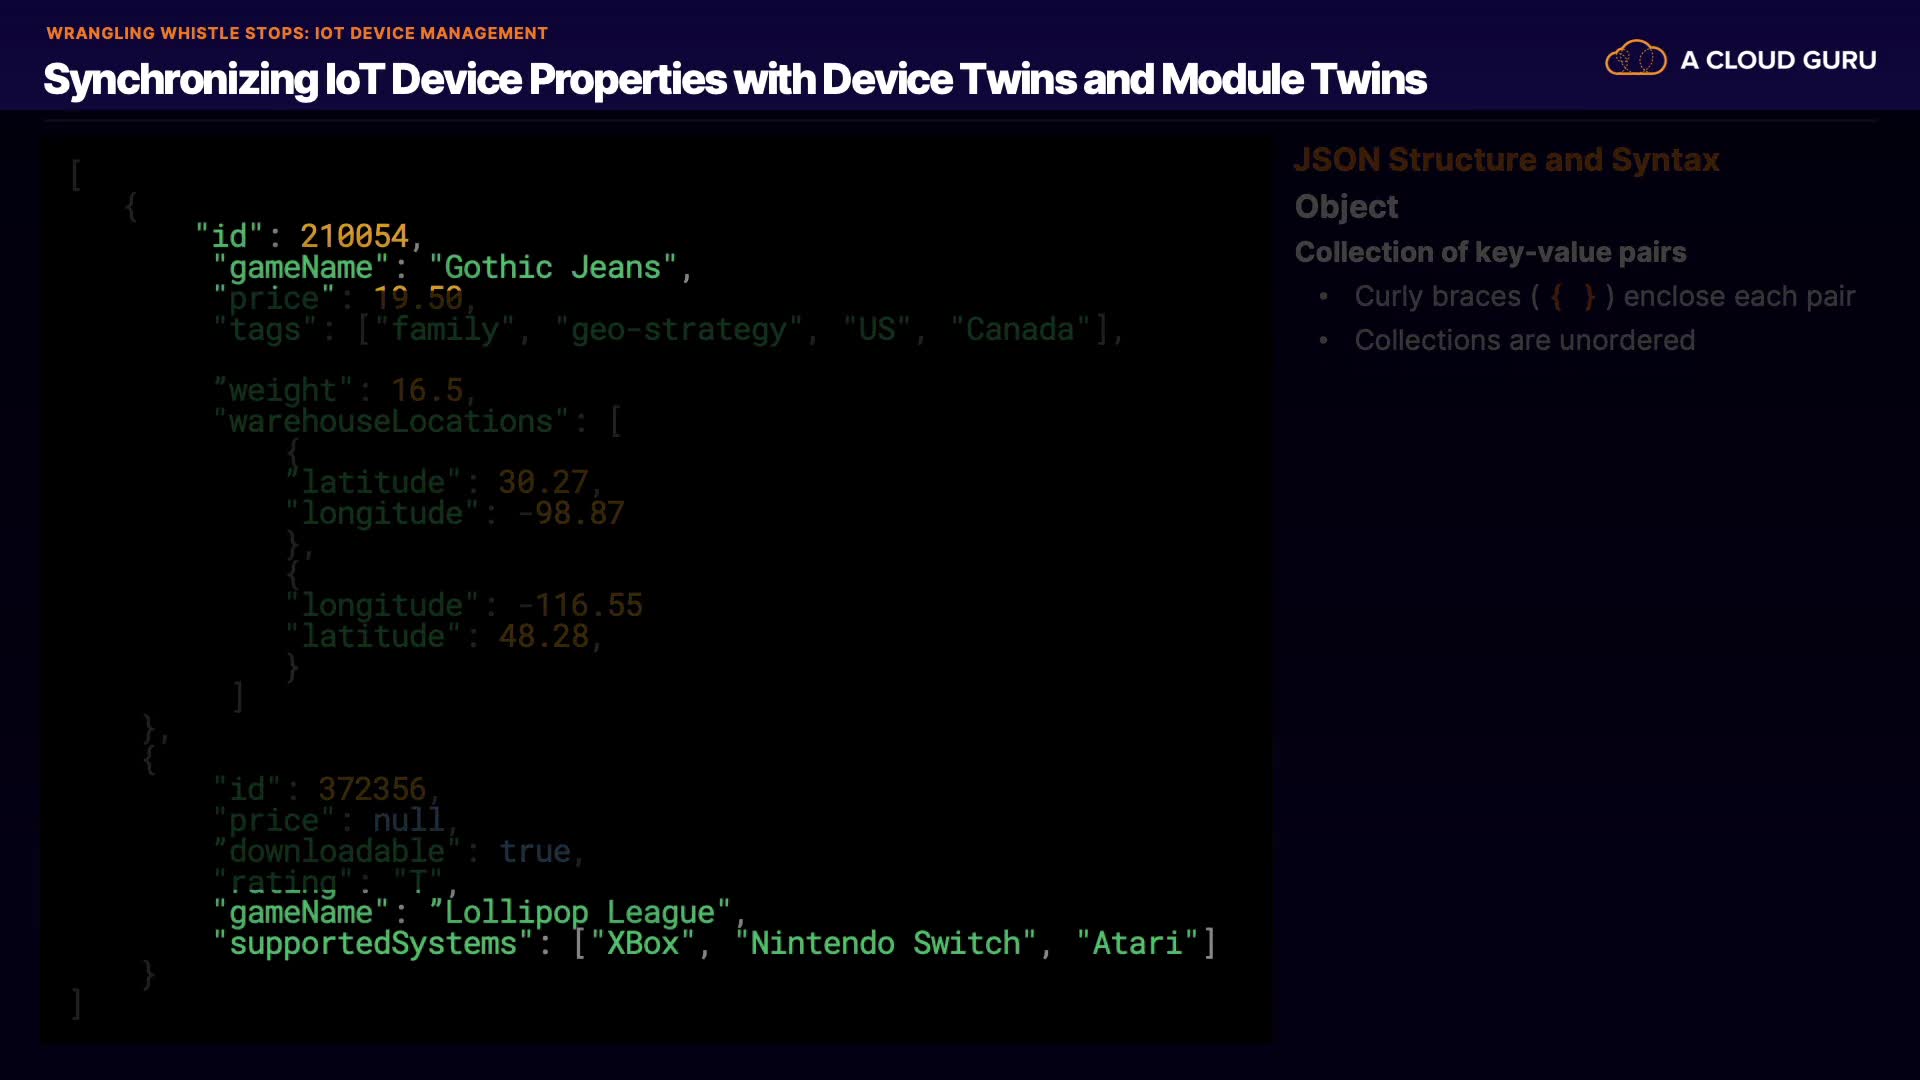 WRANGLING WHISTLE STOPS: IOT DEVICE MANAGEMENT
Synchronizing IoT Device Properties with Device Twins and Module Twins
A CLOUD GURU
[
{
"id": 210054,
"gameName": "Gothic Jeans",
"price": 19.50,
"tags": ["family", "geo-strategy", "US", "Canada"],
”weight": 16.5,
"warehouseLocations": [
{
”latitude": 30.27,
"longitude": -98.87
},
{
"longitude": -116.55
"latitude": 48.28,
}
]
},
{
"id": 372356,
"price": null,
”downloadable": true,
"rating": "T",
"gameName": ”Lollipop League",
"supportedSystems": ["XBox", "Nintendo Switch", "Atari"]
}
]
JSON Structure and Syntax
Object
Collection of key-value pairs
• Curly braces ( { } ) enclose each pair
• Collections are unordered